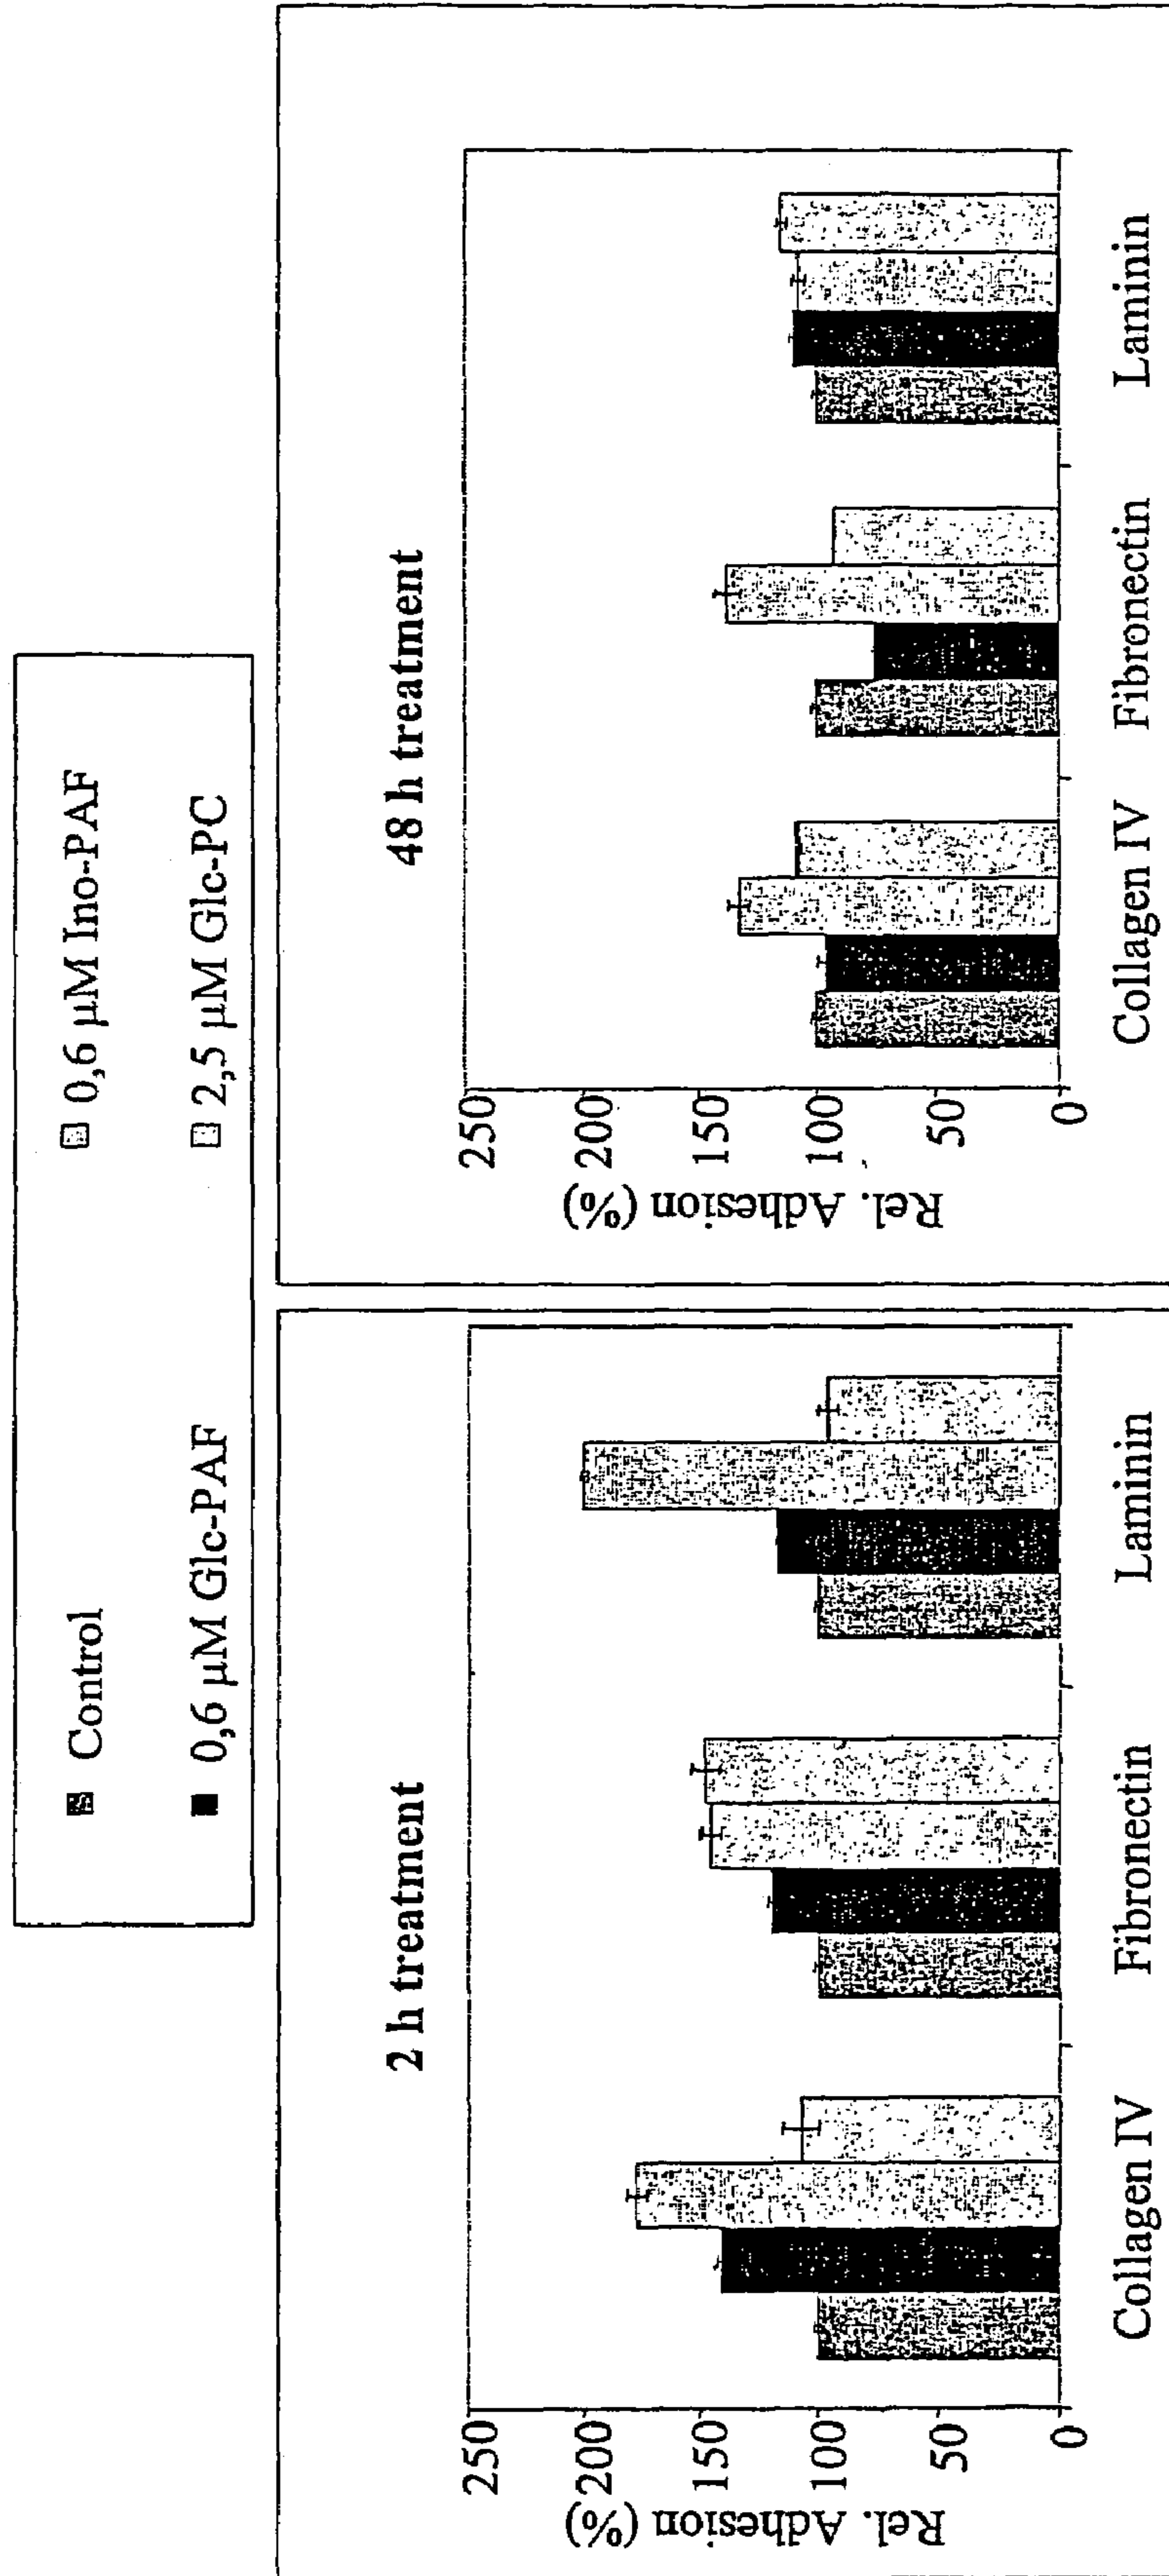 Control
0,6 µM Ino-PAF
0,6 µM Glc-PAF
2,5 µM Glc-PC
2 h treatment
Rel. Adhesion (%)
250
200
150
100
50
0
Collagen IV
Fibronectin
Laminin
48 h treatment
Rel. Adhesion (%)
250
200
150
100
50
0
Collagen IV
Fibronectin
Laminin